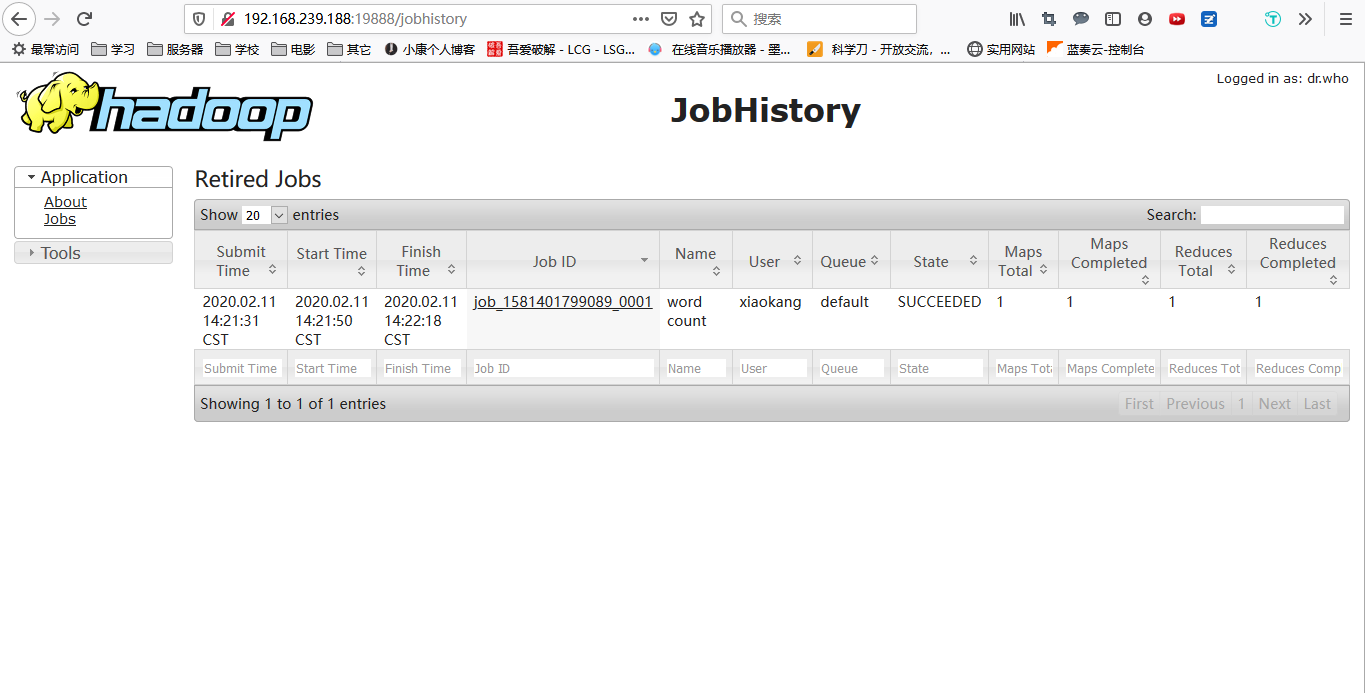 192.168.239.188:19888/jobhistory
搜索
最常访问 学习 服务器 学校 电影 其它 小康个人博客 吾爱破解 - LCG - LSG... 在线音乐播放器 - 墨... 科学刀 - 开放交流，... 实用网站 蓝奏云-控制台
Logged in as: dr.who
hadoop
JobHistory
Application
About
Jobs
Tools
Retired Jobs
Show 20 entries
Search:
Submit Time Start Time Finish Time Job ID Name User Queue State Maps Total Maps Completed Reduces Total Reduces Completed
2020.02.11 14:21:31 CST 2020.02.11 14:21:50 CST 2020.02.11 14:22:18 CST job_1581401799089_0001 word count xiaokang default SUCCEEDED 1 1 1 1
Submit Time Start Time Finish Time Job ID Name User Queue State Maps Tota Maps Complete Reduces Tot Reduces Comp
Showing 1 to 1 of 1 entries
First Previous 1 Next Last